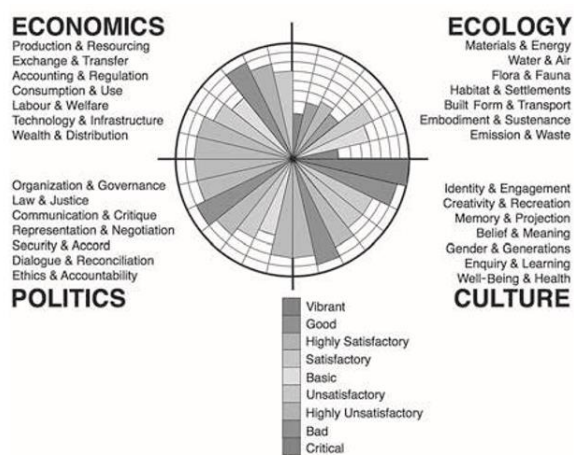 ECONOMICS
Production & Resourcing
Exchange & Transfer
Accounting & Regulation
Consumption & Use
Labour & Welfare
Technology & Infrastructure
Wealth & Distribution
ECOLOGY
Materials & Energy
Water & Air
Flora & Fauna
Habitat & Settlements
Built Form & Transport
Embodiment & Sustenance
Emission & Waste
Organization & Governance
Law & Justice
Communication & Critique
Representation & Negotiation
Security & Accord
Dialogue & Reconciliation
Ethics & Accountability
POLITICS
Identity & Engagement
Creativity & Recreation
Memory & Projection
Belief & Meaning
Gender & Generations
Enquiry & Learning
Well-Being & Health
CULTURE
Vibrant
Good
Highly Satisfactory
Satisfactory
Basic
Unsatisfactory
Highly Unsatisfactory
Bad
Critical